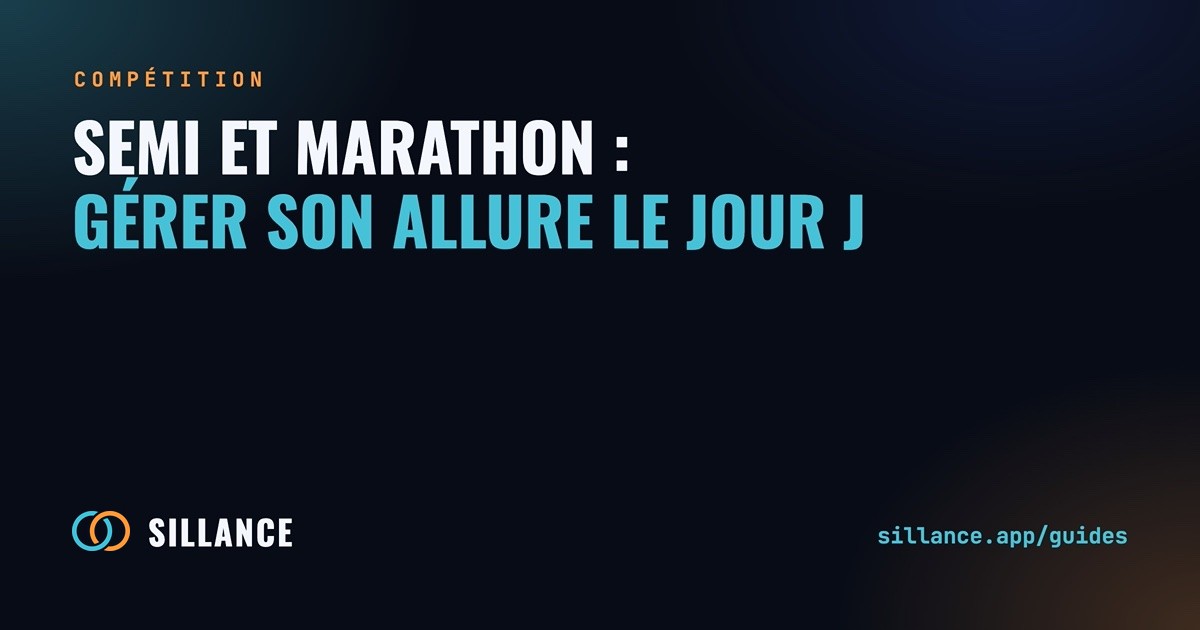 COMPÉTITION
SEMI ET MARATHON :
GÉRER SON ALLURE LE JOUR J
SILLANCE
sillance.app/guides